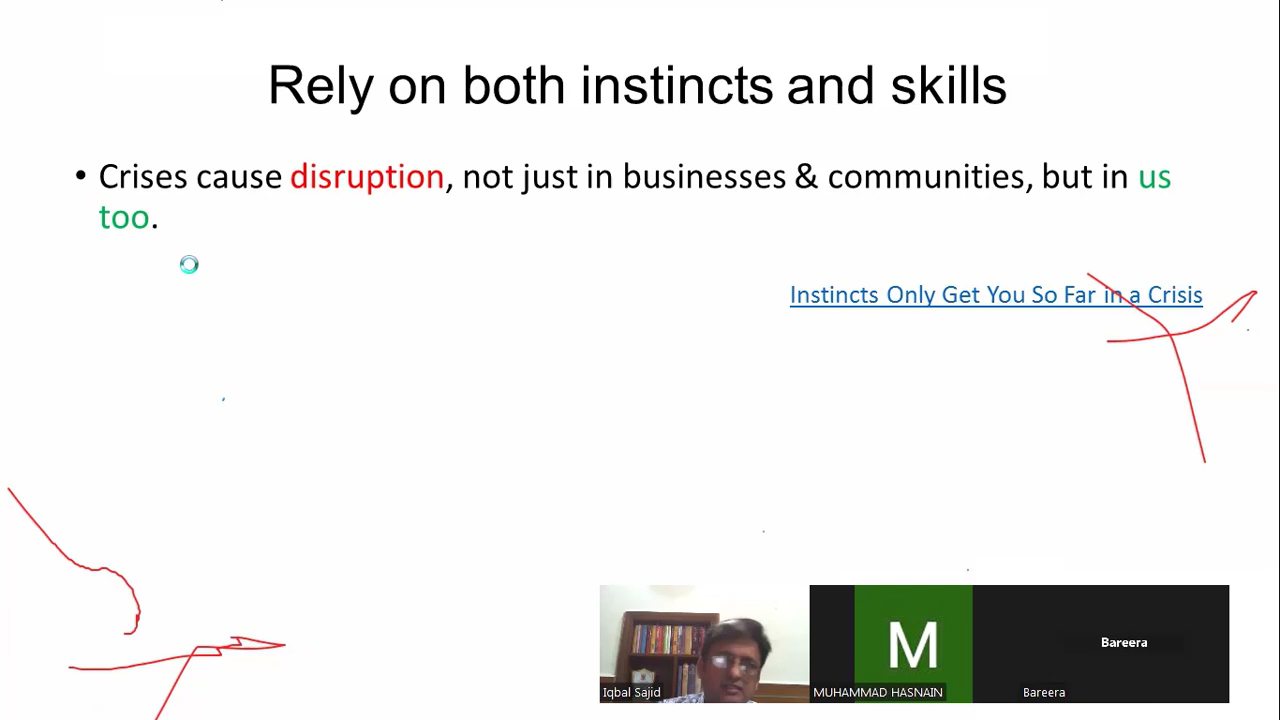 Rely on both instincts and skills
• Crises cause disruption, not just in businesses & communities, but in us
too.
Instincts Only Get You So Far in a Crisis
M
Bareera
Iqbal Sajid
MUHAMMAD HASNAIN
Bareera